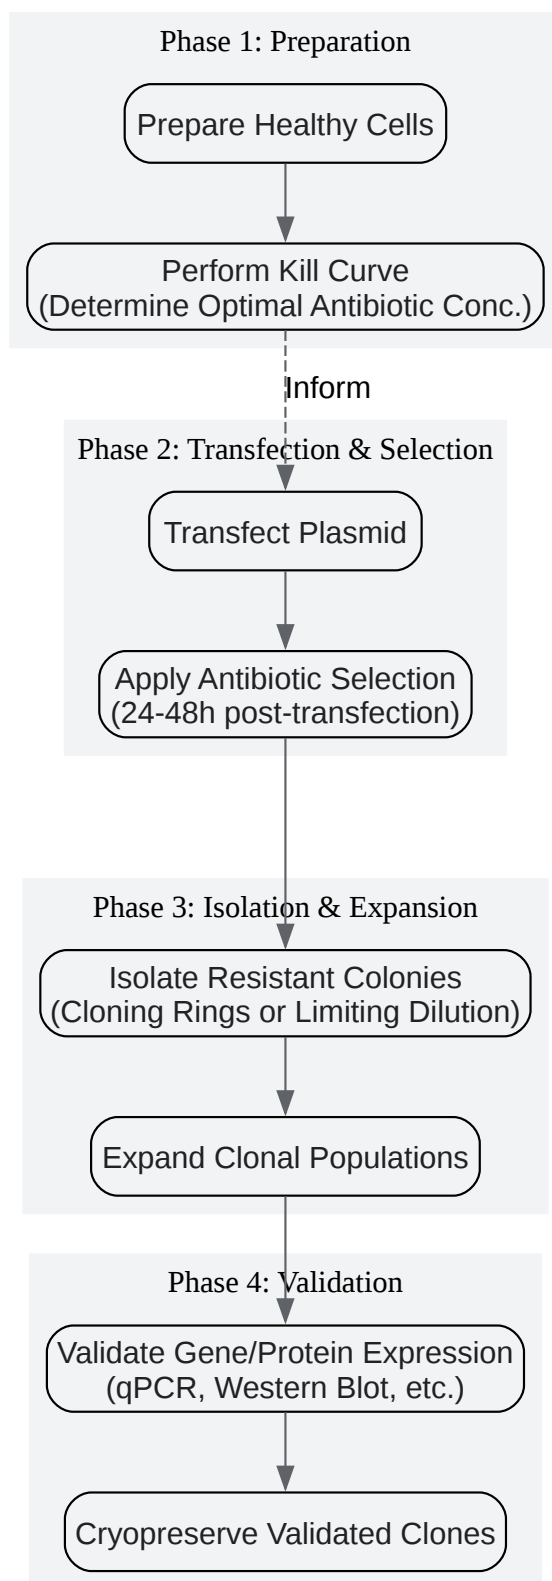 Phase 1: Preparation
Prepare Healthy Cells
Perform Kill Curve
(Determine Optimal Antibiotic Conc.)
Inform
Phase 2: Transfection & Selection
Transfect Plasmid
Apply Antibiotic Selection
(24-48h post-transfection)
Phase 3: Isolation & Expansion
Isolate Resistant Colonies
(Cloning Rings or Limiting Dilution)
Expand Clonal Populations
Phase 4: Validation
Validate Gene/Protein Expression
(qPCR, Western Blot, etc.)
Cryopreserve Validated Clones